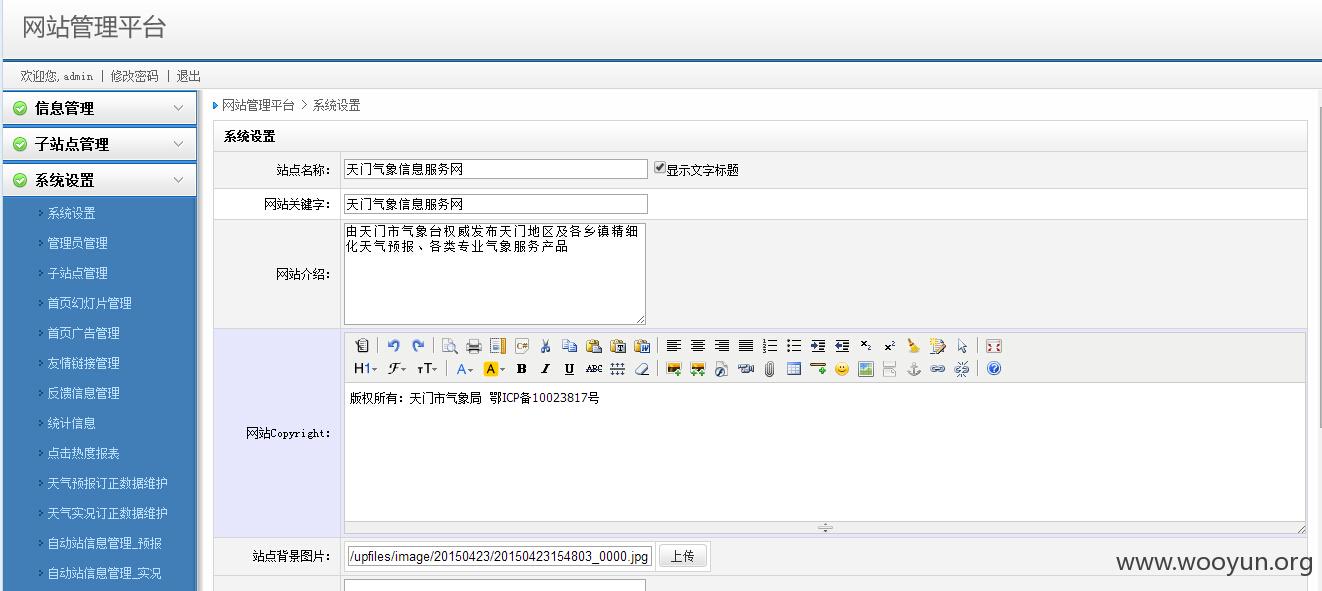 网站管理平台
欢迎您, admin | 修改密码 | 退出
信息管理
子站点管理
系统设置
系统设置
管理员管理
子站点管理
首页幻灯片管理
首页广告管理
友情链接管理
反馈信息管理
统计信息
点击热度报表
天气预报订正数据维护
天气实况订正数据维护
自动站信息管理_预报
自动站信息管理_实况
网站管理平台 > 系统设置
系统设置
站点名称： 天门气象信息服务网 显示文字标题
网站关键字： 天门气象信息服务网
网站介绍：
由天门市气象台权威发布天门地区及各乡镇精细
化天气预报、各类专业气象服务产品
网站Copyright：
H1 F тT A A B I U ABC
版权所有：天门市气象局 鄂ICP备10023817号
站点背景图片： /upfiles/image/20150423/20150423154803_0000.jpg 上传
www.wooyun.org